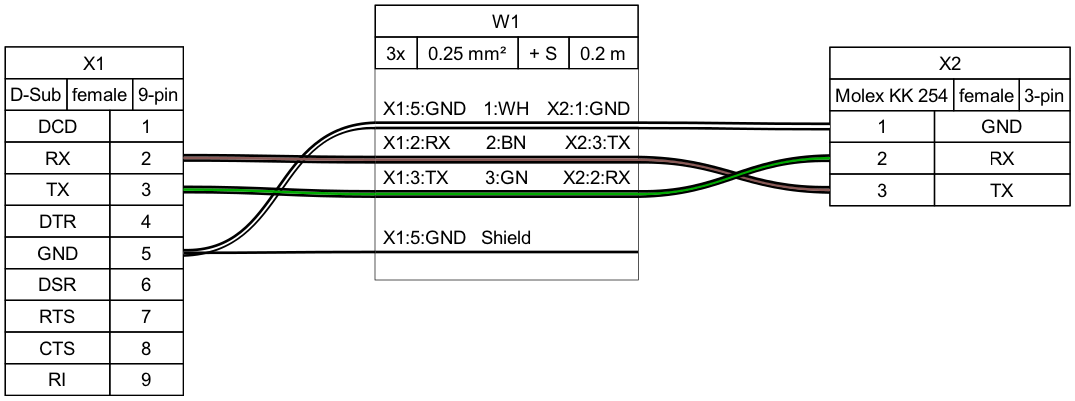 X1
D-Sub female 9-pin
DCD 1
RX 2
TX 3
DTR 4
GND 5
DSR 6
RTS 7
CTS 8
RI 9
W1
3x 0.25 mm² + S 0.2 m
X1:5:GND 1:WH X2:1:GND
X1:2:RX 2:BN X2:3:TX
X1:3:TX 3:GN X2:2:RX
X1:5:GND Shield
X2
Molex KK 254 female 3-pin
1 GND
2 RX
3 TX